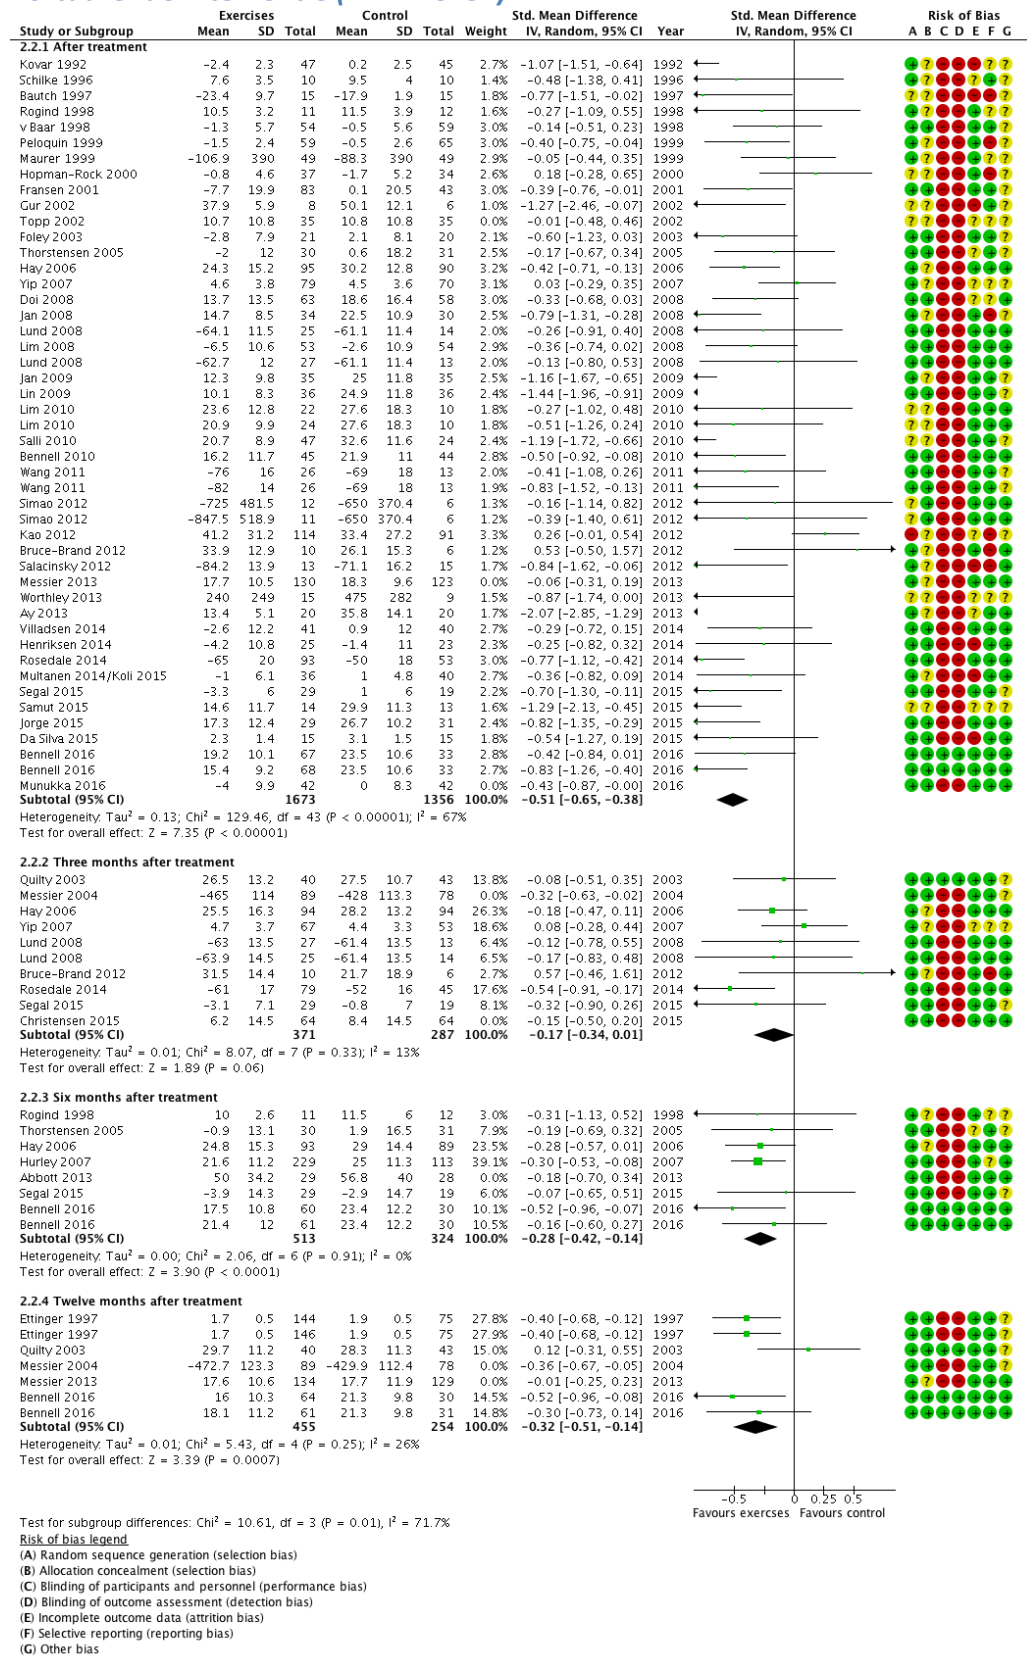 Exercises Control Std. Mean Difference Std. Mean Difference Risk of Bias
Study or Subgroup Mean SD Total Mean SD Total Weight IV, Random, 95% CI Year IV, Random, 95% CI A B C D E F G
2.2.1 After treatment
Kovar 1992 -2.4 2.3 47 0.2 2.5 45 2.7% -1.07 [-1.51, -0.64] 1992
Schilke 1996 7.6 3.5 10 9.5 4 10 1.4% -0.48 [-1.38, 0.41] 1996
Bautch 1997 -23.4 9.7 15 -17.9 1.9 15 1.8% -0.77 [-1.51, -0.02] 1997
Rogind 1998 10.5 3.2 11 11.5 3.9 12 1.6% -0.27 [-1.09, 0.55] 1998
v Baar 1998 -1.3 5.7 54 -0.5 5.6 59 3.0% -0.14 [-0.51, 0.23] 1998
Peloquin 1999 -1.5 2.4 59 -0.5 2.6 65 3.0% -0.40 [-0.75, -0.04] 1999
Maurer 1999 -106.9 390 49 -88.3 390 49 2.9% -0.05 [-0.44, 0.35] 1999
Hopman-Rock 2000 -0.8 4.6 37 -1.7 5.2 34 2.6% 0.18 [-0.28, 0.65] 2000
Fransen 2001 -7.7 19.9 83 0.1 20.5 43 2.9% -0.39 [-0.76, -0.01] 2001
Gur 2002 37.9 5.9 8 50.1 12.1 6 0.9% -1.27 [-2.46, -0.07] 2002
Topp 2002 10.7 10.8 35 10.8 10.8 35 0.0% -0.01 [-0.48, 0.46] 2002
Foley 2003 -2.8 7.9 21 2.1 8.1 20 2.1% -0.60 [-1.23, 0.03] 2003
Thorstensen 2005 -2 12 30 0.6 18.2 31 2.5% -0.17 [-0.67, 0.34] 2005
Hay 2006 24.3 15.2 95 30.2 12.8 90 3.2% -0.42 [-0.71, -0.13] 2006
Yip 2007 4.6 3.8 79 4.5 3.6 70 3.1% 0.03 [-0.29, 0.35] 2007
Doi 2008 13.7 13.5 63 18.6 16.4 58 3.0% -0.33 [-0.68, 0.03] 2008
Jan 2008 14.7 8.5 34 22.5 10.9 30 2.5% -0.79 [-1.31, -0.28] 2008
Lund 2008 -64.1 11.5 25 -61.1 11.4 14 2.0% -0.26 [-0.91, 0.40] 2008
Lim 2008 -6.5 10.6 53 -2.6 10.9 54 2.9% -0.36 [-0.74, 0.02] 2008
Lund 2008 -62.7 12 27 -61.1 11.4 13 2.0% -0.13 [-0.80, 0.53] 2008
Jan 2009 12.3 9.8 35 25 11.8 35 2.5% -1.16 [-1.67, -0.65] 2009
Lin 2009 10.1 8.3 36 24.9 11.8 36 2.4% -1.44 [-1.96, -0.91] 2009
Lim 2010 23.6 12.8 22 27.6 18.3 10 1.8% -0.27 [-1.02, 0.48] 2010
Lim 2010 20.9 9.9 24 27.6 18.3 10 1.8% -0.51 [-1.26, 0.24] 2010
Salli 2010 20.7 8.9 47 32.6 11.6 24 2.4% -1.19 [-1.72, -0.66] 2010
Bennell 2010 16.2 11.7 45 21.9 11 44 2.8% -0.50 [-0.92, -0.08] 2010
Wang 2011 -76 16 26 -69 18 13 2.0% -0.41 [-1.08, 0.26] 2011
Wang 2011 -82 14 26 -69 18 13 1.9% -0.83 [-1.52, -0.13] 2011
Simao 2012 -725 481.5 12 -650 370.4 6 1.3% -0.16 [-1.14, 0.82] 2012
Simao 2012 -847.5 518.9 11 -650 370.4 6 1.2% -0.39 [-1.40, 0.61] 2012
Kao 2012 41.2 31.2 114 33.4 27.2 91 3.3% 0.26 [-0.01, 0.54] 2012
Bruce-Brand 2012 33.9 12.9 10 26.1 15.3 6 1.2% 0.53 [-0.50, 1.57] 2012
Salacinsky 2012 -84.2 13.9 13 -71.1 16.2 15 1.7% -0.84 [-1.62, -0.06] 2012
Messier 2013 17.7 10.5 130 18.3 9.6 123 0.0% -0.06 [-0.31, 0.19] 2013
Worthley 2013 240 249 15 475 282 9 1.5% -0.87 [-1.74, 0.00] 2013
Ay 2013 13.4 5.1 20 35.8 14.1 20 1.7% -2.07 [-2.85, -1.29] 2013
Villadsen 2014 -2.6 12.2 41 0.9 12 40 2.7% -0.29 [-0.72, 0.15] 2014
Henriksen 2014 -4.2 10.8 25 -1.4 11 23 2.3% -0.25 [-0.82, 0.32] 2014
Rosedale 2014 -65 20 93 -50 18 53 3.0% -0.77 [-1.12, -0.42] 2014
Multanen 2014/Koli 2015 -1 6.1 36 1 4.8 40 2.7% -0.36 [-0.82, 0.09] 2014
Segal 2015 -3.3 6 29 1 6 19 2.2% -0.70 [-1.30, -0.11] 2015
Samut 2015 14.6 11.7 14 29.9 11.3 13 1.5% -1.29 [-2.13, -0.45] 2015
Jorge 2015 17.3 12.4 29 26.7 10.2 31 2.4% -0.82 [-1.35, -0.29] 2015
Da Silva 2015 2.3 1.4 15 3.1 1.5 15 1.8% -0.54 [-1.27, 0.19] 2015
Bennell 2016 19.2 10.1 67 23.5 10.6 33 2.8% -0.42 [-0.84, 0.01] 2016
Bennell 2016 15.4 9.2 68 23.5 10.6 33 2.7% -0.83 [-1.26, -0.40] 2016
Munukka 2016 -4 9.9 42 0 8.3 42 0.0% -0.43 [-0.87, -0.00] 2016
Subtotal (95% CI) 1673 1356 100.0% -0.51 [-0.65, -0.38]
Heterogeneity: Tau² = 0.13; Chi² = 129.46, df = 43 (P < 0.00001); I² = 67%
Test for overall effect: Z = 7.35 (P < 0.00001)
2.2.2 Three months after treatment
Quilty 2003 26.5 13.2 40 27.5 10.7 43 13.8% -0.08 [-0.51, 0.35] 2003
Messier 2004 -465 114 89 -428 113.3 78 0.0% -0.32 [-0.63, -0.02] 2004
Hay 2006 25.5 16.3 94 28.2 13.2 94 26.3% -0.18 [-0.47, 0.11] 2006
Yip 2007 4.7 3.7 67 4.4 3.3 53 18.6% 0.08 [-0.28, 0.44] 2007
Lund 2008 -63 13.5 27 -61.4 13.5 13 6.4% -0.12 [-0.78, 0.55] 2008
Lund 2008 -63.9 14.5 25 -61.4 13.5 14 6.6% -0.17 [-0.83, 0.48] 2008
Bruce-Brand 2012 31.5 14.4 10 21.7 18.9 6 2.7% 0.57 [-0.46, 1.61] 2012
Rosedale 2014 -61 17 79 -52 16 45 17.6% -0.54 [-0.91, -0.17] 2014
Segal 2015 -3.1 7.1 29 -0.8 7 19 8.1% -0.32 [-0.90, 0.26] 2015
Christensen 2015 6.2 14.5 64 8.4 14.5 64 0.0% -0.15 [-0.50, 0.20] 2015
Subtotal (95% CI) 371 287 100.0% -0.17 [-0.34, 0.01]
Heterogeneity: Tau² = 0.01; Chi² = 8.07, df = 7 (P = 0.33); I² = 13%
Test for overall effect: Z = 1.89 (P = 0.06)
2.2.3 Six months after treatment
Rogind 1998 10 2.6 11 11.5 6 12 3.0% -0.31 [-1.13, 0.52] 1998
Thorstensen 2005 -0.9 13.1 30 1.9 16.5 31 7.9% -0.19 [-0.69, 0.32] 2005
Hay 2006 24.8 15.3 93 29 14.4 89 23.5% -0.28 [-0.57, 0.01] 2006
Hurley 2007 21.6 11.2 229 25 11.3 113 39.1% -0.30 [-0.53, -0.08] 2007
Abbott 2013 50 34.2 29 56.8 40 28 0.0% -0.18 [-0.70, 0.34] 2013
Segal 2015 -3.9 14.3 29 -2.9 14.7 19 6.0% -0.07 [-0.65, 0.51] 2015
Bennell 2016 17.5 10.8 60 23.4 12.2 30 10.1% -0.52 [-0.96, -0.07] 2016
Bennell 2016 21.4 12 61 23.4 12.2 30 10.5% -0.16 [-0.60, 0.27] 2016
Subtotal (95% CI) 513 324 100.0% -0.28 [-0.42, -0.14]
Heterogeneity: Tau² = 0.00; Chi² = 2.06, df = 6 (P = 0.91); I² = 0%
Test for overall effect: Z = 3.90 (P < 0.0001)
2.2.4 Twelve months after treatment
Ettinger 1997 1.7 0.5 144 1.9 0.5 75 27.8% -0.40 [-0.68, -0.12] 1997
Ettinger 1997 1.7 0.5 146 1.9 0.5 75 27.9% -0.40 [-0.68, -0.12] 1997
Quilty 2003 29.7 11.2 40 28.3 11.3 43 15.0% 0.12 [-0.31, 0.55] 2003
Messier 2004 -472.7 123.3 89 -429.9 112.4 78 0.0% -0.36 [-0.67, -0.05] 2004
Messier 2013 17.6 10.6 134 17.7 11.9 129 0.0% -0.01 [-0.25, 0.23] 2013
Bennell 2016 16 10.3 64 21.3 9.8 30 14.5% -0.52 [-0.96, -0.08] 2016
Bennell 2016 18.1 11.2 61 21.3 9.8 31 14.8% -0.30 [-0.73, 0.14] 2016
Subtotal (95% CI) 455 254 100.0% -0.32 [-0.51, -0.14]
Heterogeneity: Tau² = 0.01; Chi² = 5.43, df = 4 (P = 0.25); I² = 26%
Test for overall effect: Z = 3.39 (P = 0.0007)
-0.5 0 0.25 0.5
Favours exercses Favours control
Test for subgroup differences: Chi² = 10.61, df = 3 (P = 0.01), I² = 71.7%
Risk of bias legend
(A) Random sequence generation (selection bias)
(B) Allocation concealment (selection bias)
(C) Blinding of participants and personnel (performance bias)
(D) Blinding of outcome assessment (detection bias)
(E) Incomplete outcome data (attrition bias)
(F) Selective reporting (reporting bias)
(G) Other bias